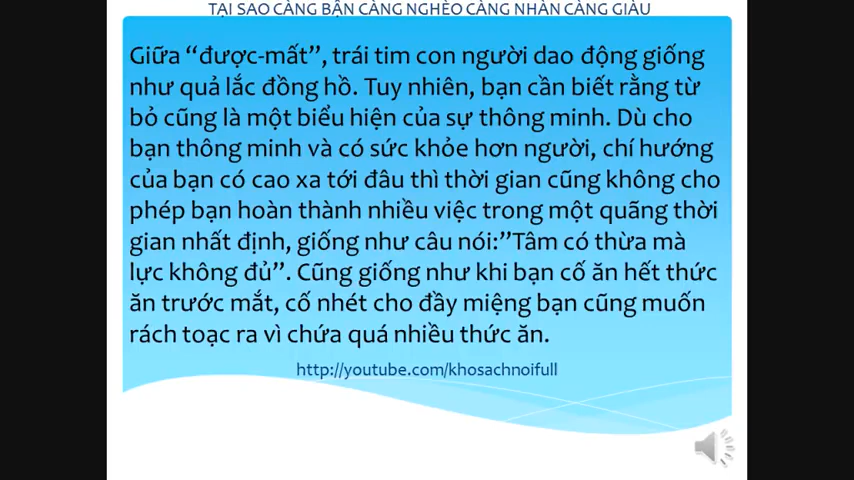 TẠI SAO CÀNG BẬN CÀNG NGHÈO CÀNG NHÀN CÀNG GIÀU
Giữa “được-mất”, trái tim con người dao động giống
như quả lắc đồng hồ. Tuy nhiên, bạn cần biết rằng từ
bỏ cũng là một biểu hiện của sự thông minh. Dù cho
bạn thông minh và có sức khỏe hơn người, chí hướng
của bạn có cao xa tới đâu thì thời gian cũng không cho
phép bạn hoàn thành nhiều việc trong một quãng thời
gian nhất định, giống như câu nói:”Tâm có thừa mà
lực không đủ”. Cũng giống như khi bạn cố ăn hết thức
ăn trước mắt, cố nhét cho đầy miệng bạn cũng muốn
rách toạc ra vì chứa quá nhiều thức ăn.
http://youtube.com/khosachnoifull